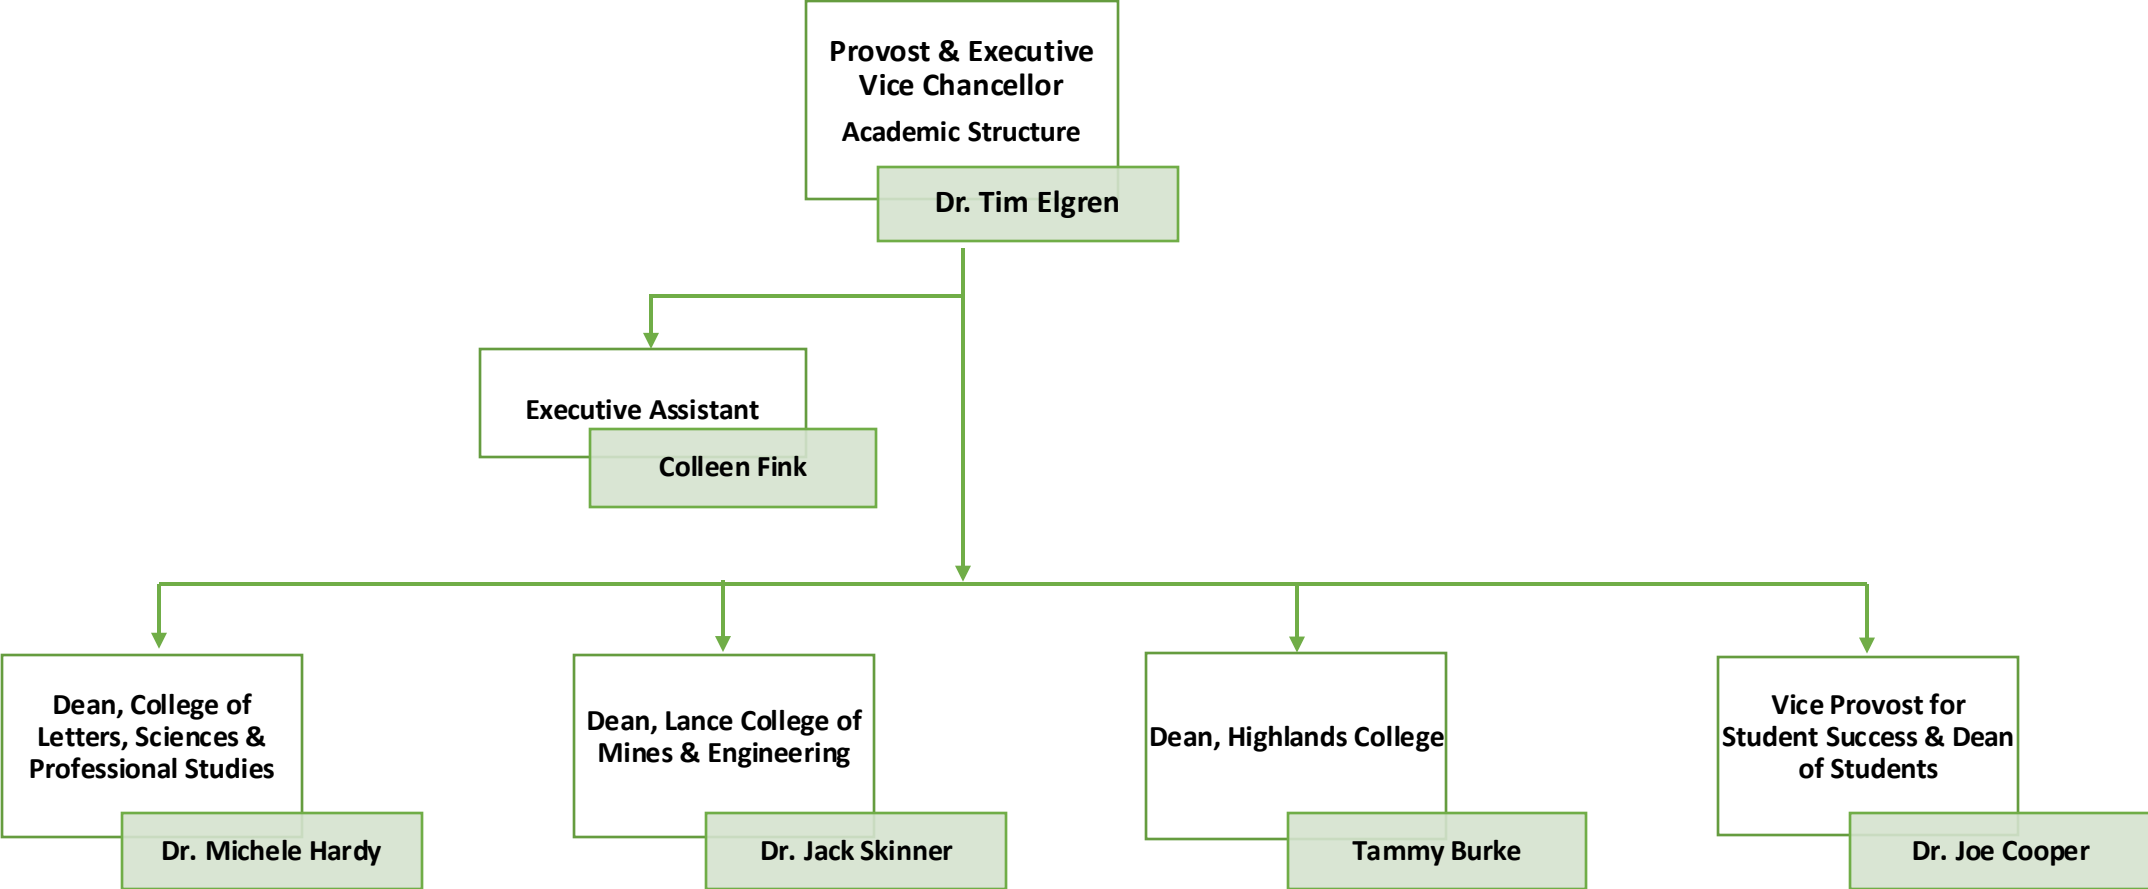 Provost & Executive
Vice Chancellor
Academic Structure
Dr. Tim Elgren
Executive Assistant
Colleen Fink
Dean, College of
Letters, Sciences &
Professional Studies
Dr. Michele Hardy
Dean, Lance College of
Mines & Engineering
Dr. Jack Skinner
Dean, Highlands College
Tammy Burke
Vice Provost for
Student Success & Dean
of Students
Dr. Joe Cooper